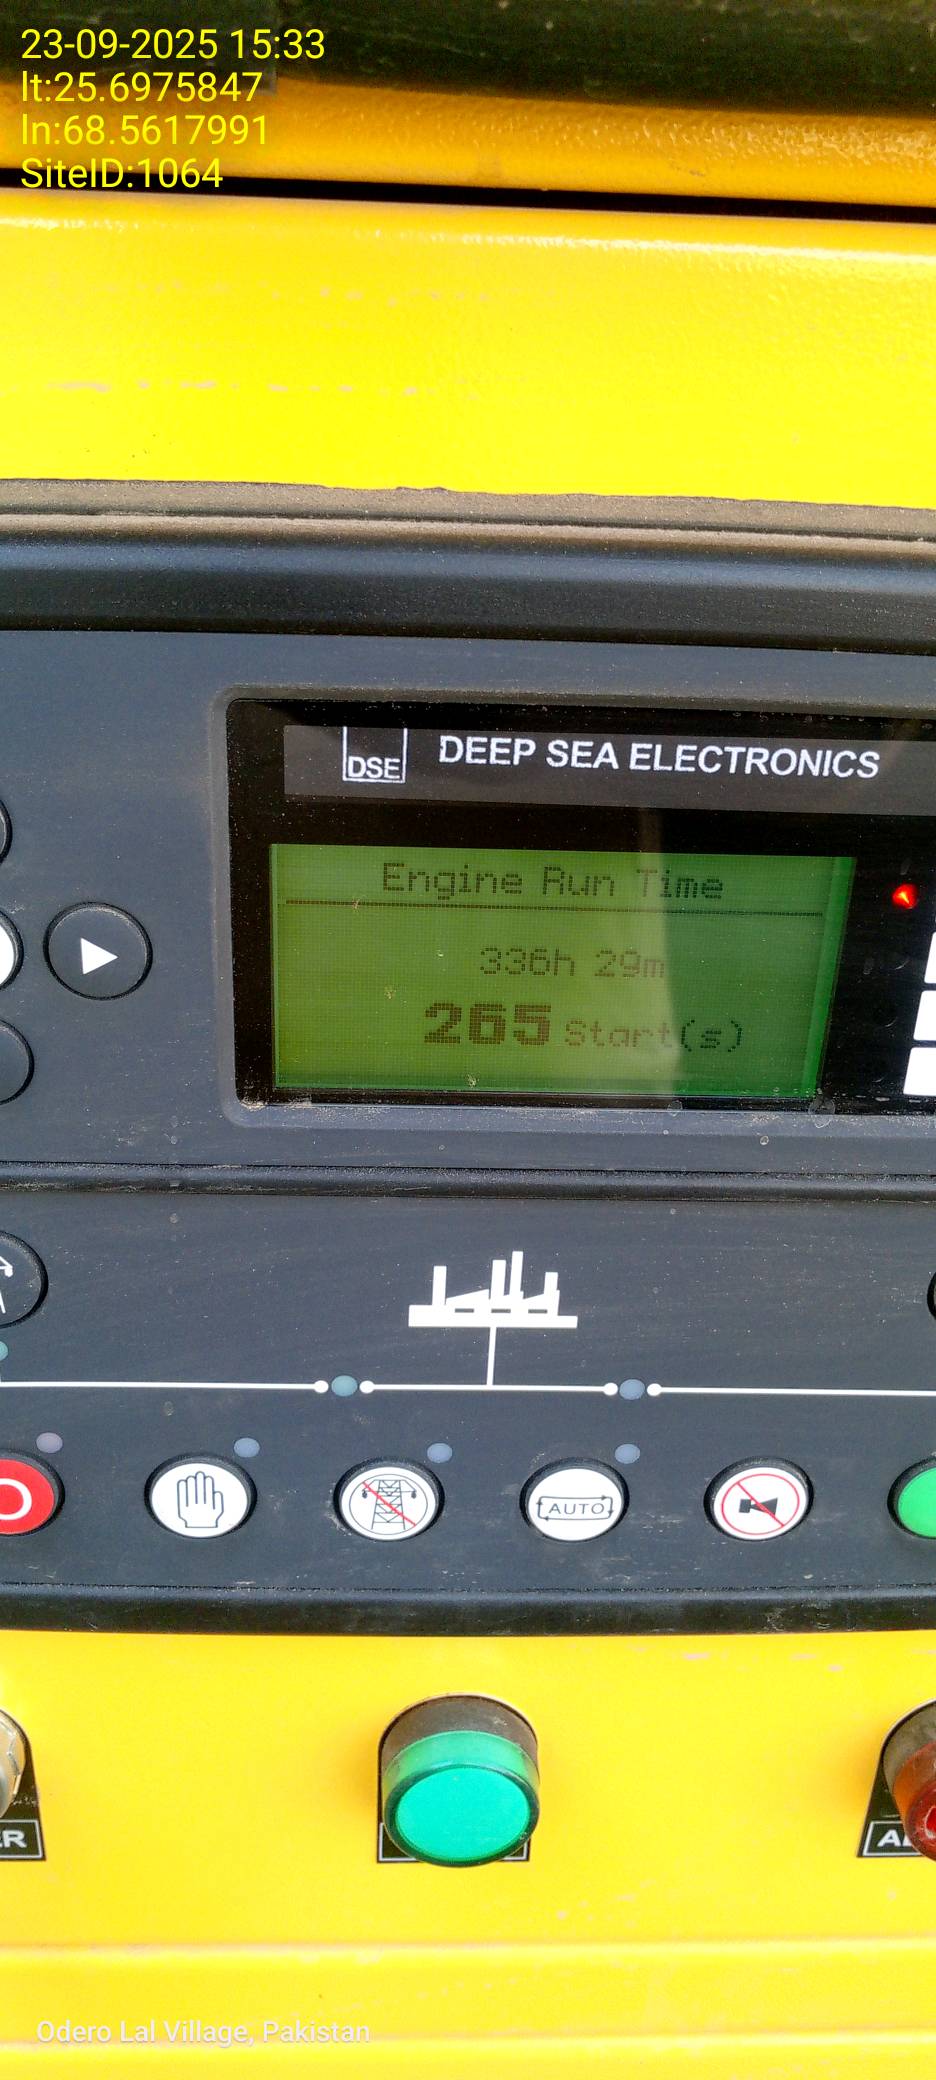 23-09-2025 15:33
lt:25.6975847
ln:68.5617991
SiteID:1064
DSE
DEEP SEA ELECTRONICS
Engine Run Time
336h 29m
265 Start(s)
AUTO
Odero Lal Village, Pakistan